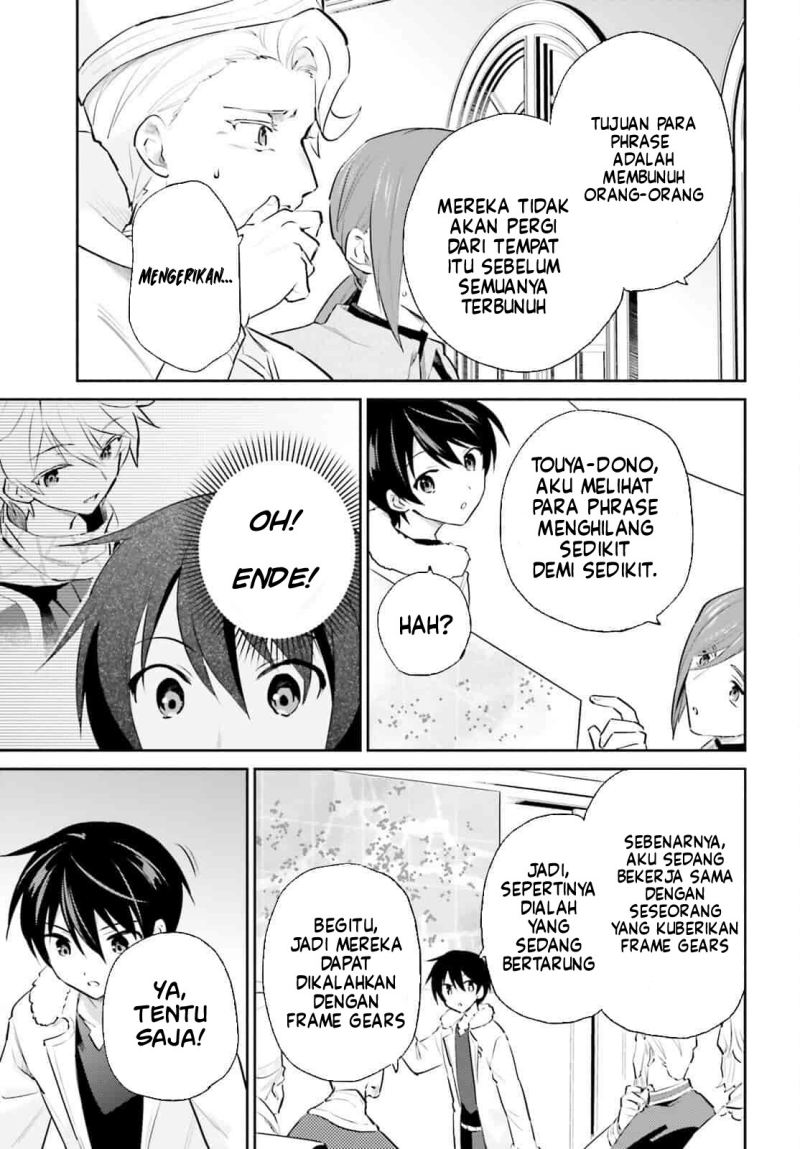 TUJUAN PARA
PHRASE
ADALAH
MEMBUNUH
ORANG-ORANG
MEREKA TIDAK
AKAN PERGI
DARI TEMPAT
ITU SEBELUM
SEMUANYA
TERBUNUH
MENGERIKAN...
TOUYA-DONO,
AKU MELIHAT
PARA PHRASE
MENGHILANG
SEDIKIT
DEMI SEDIKIT.
HAH?
OH!
ENDE!
SEBENARNYA,
AKU SEDANG
BEKERJA SAMA
DENGAN
SESEORANG
YANG KUBERIKAN
FRAME GEARS
JADI,
SEPERTINYA
DIALAH
YANG
SEDANG
BERTARUNG
BEGITU,
JADI MEREKA
DAPAT
DIKALAHKAN
DENGAN
FRAME GEARS
YA,
TENTU
SAJA!